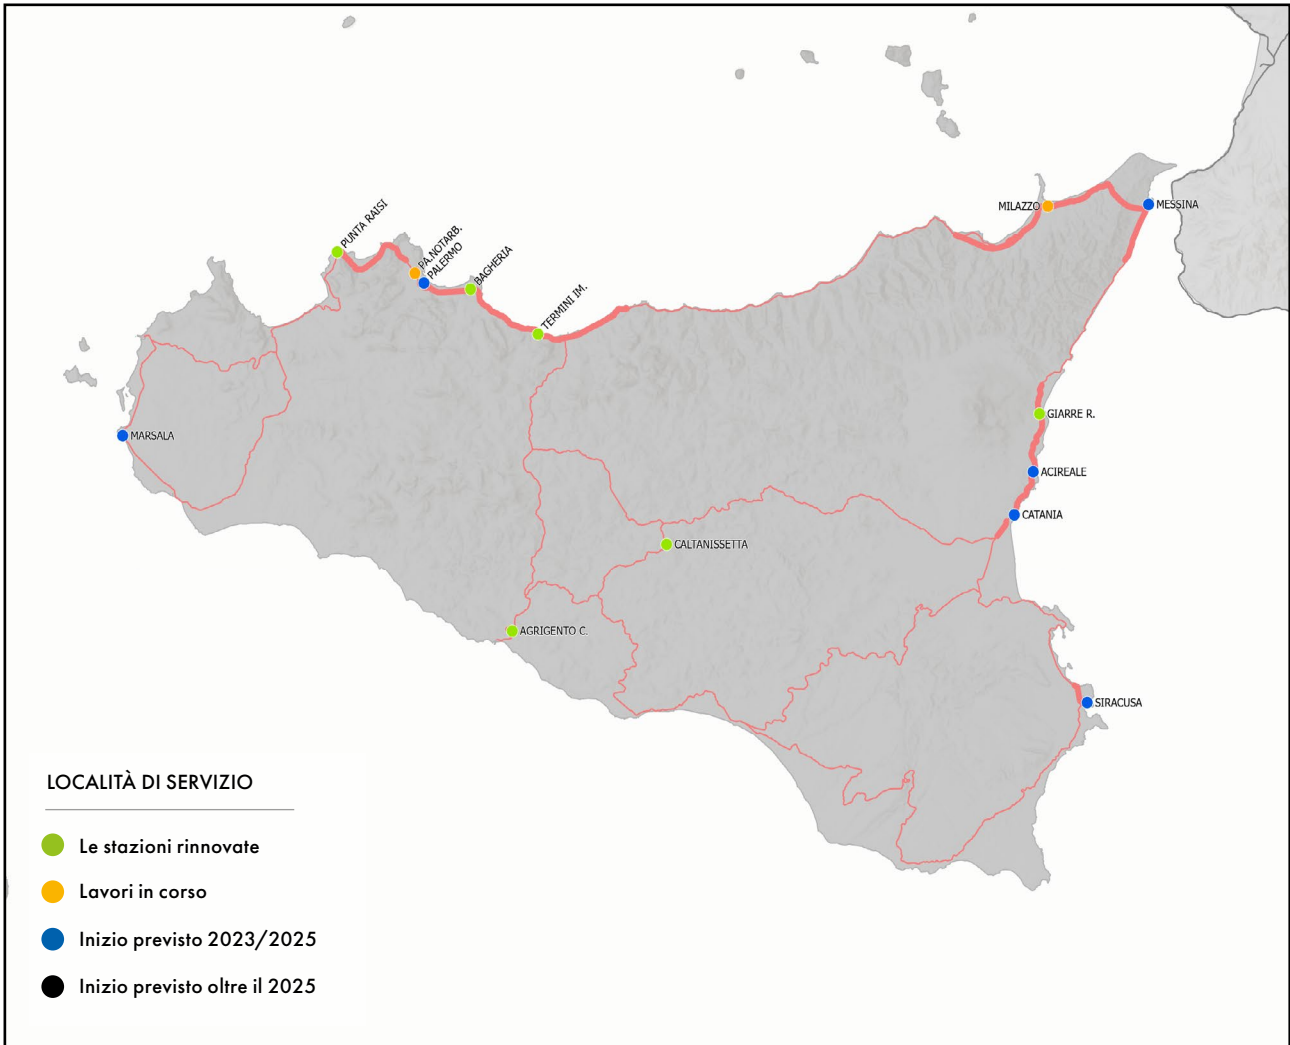 PUNTA RAISI
PA.NOTARB.
PALERMO
BAGHERIA
TERMINI IM.
MILAZZO
MESSINA
GIARRE R.
MARSALA
ACIREALE
CATANIA
CALTANISSETTA
AGRIGENTO C.
SIRACUSA
LOCALITÀ DI SERVIZIO
Le stazioni rinnovate
Lavori in corso
Inizio previsto 2023/2025
Inizio previsto oltre il 2025